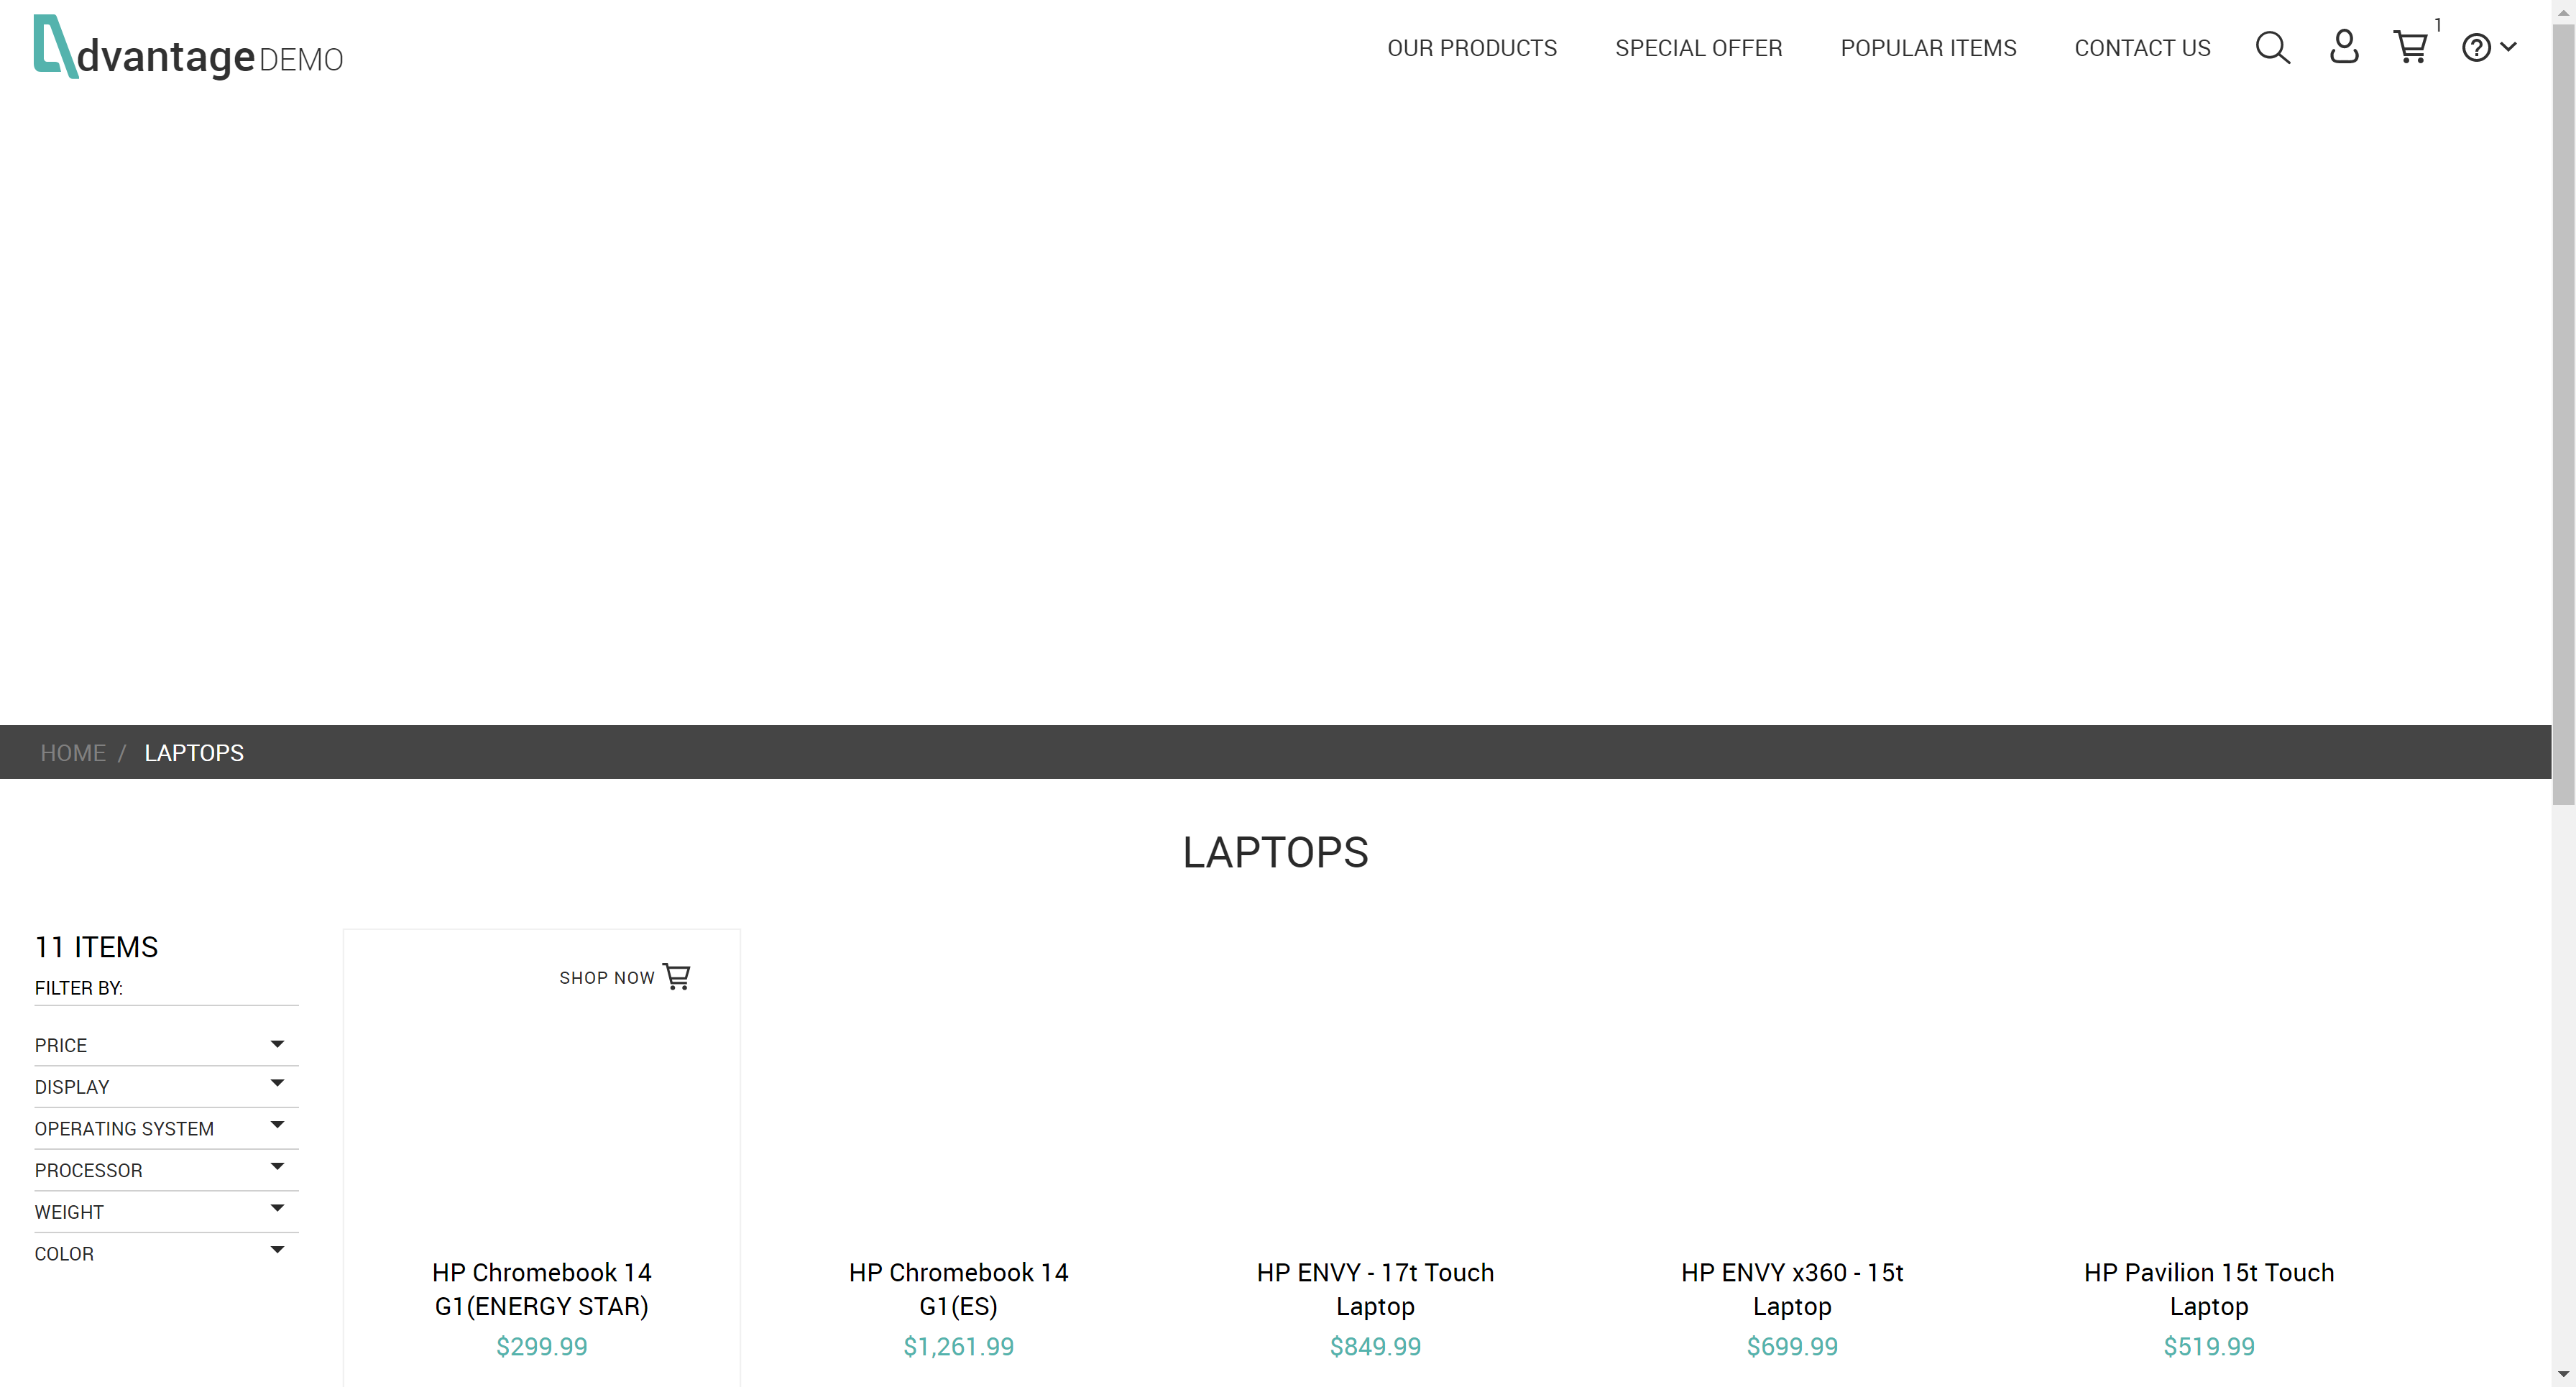 dvantage DEMO
OUR PRODUCTS SPECIAL OFFER POPULAR ITEMS CONTACT US 1
HOME / LAPTOPS
LAPTOPS
11 ITEMS
FILTER BY:
PRICE
DISPLAY
OPERATING SYSTEM
PROCESSOR
WEIGHT
COLOR
SHOP NOW
HP Chromebook 14
G1(ENERGY STAR)
$299.99
HP Chromebook 14
G1(ES)
$1,261.99
HP ENVY - 17t Touch
Laptop
$849.99
HP ENVY x360 - 15t
Laptop
$699.99
HP Pavilion 15t Touch
Laptop
$519.99